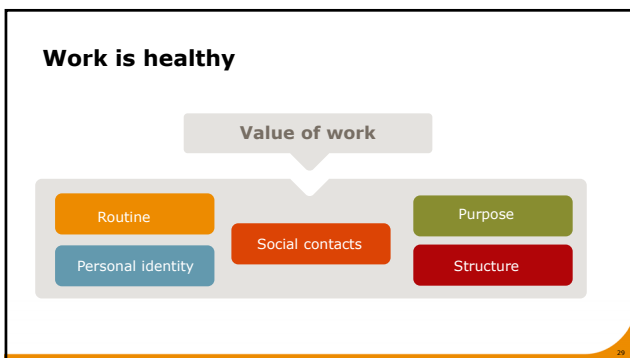 Work is healthy
Value of work
Routine
Personal identity
Social contacts
Purpose
Structure
29